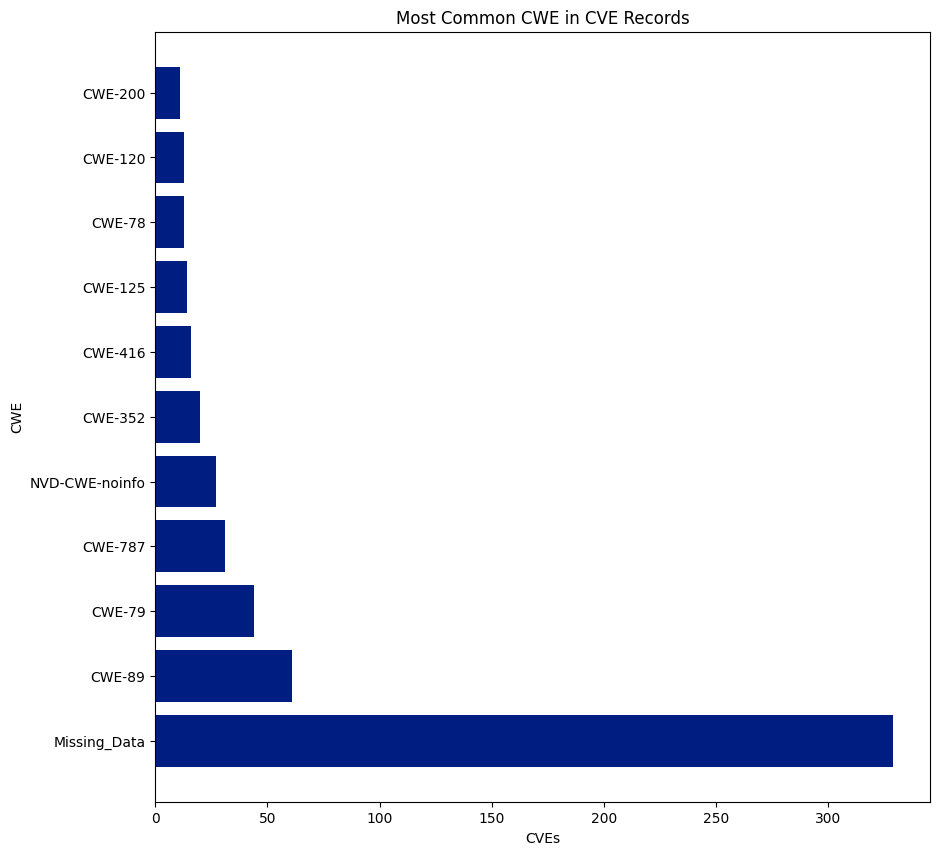 Most Common CWE in CVE Records
CWE-200
CWE-120
CWE-78
CWE-125
CWE-416
CWE-352
CWE
NVD-CWE-noinfo
CWE-787
CWE-79
CWE-89
Missing_Data
0 50 100 150 200 250 300
CVEs